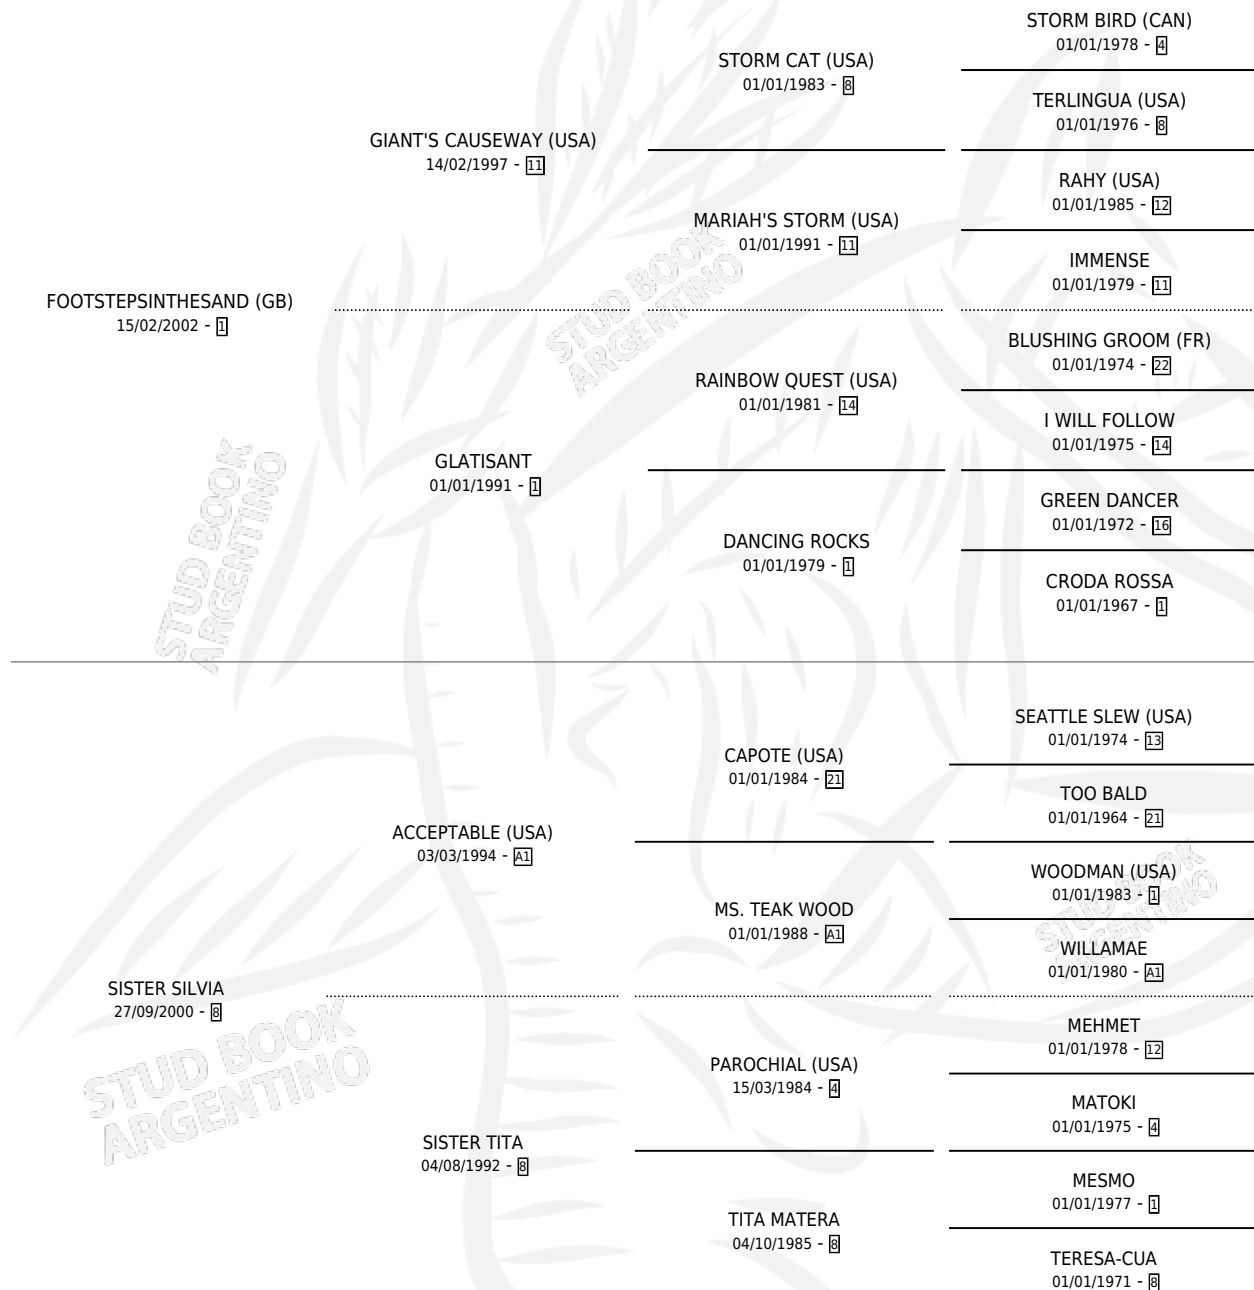 STORM BIRD (CAN)
01/01/1978 - 4
STORM CAT (USA)
01/01/1983 - 8
TERLINGUA (USA)
01/01/1976 - 8
GIANT'S CAUSEWAY (USA)
14/02/1997 - 11
RAHY (USA)
01/01/1985 - 12
MARIAH'S STORM (USA)
01/01/1991 - 11
IMMENSE
01/01/1979 - 11
FOOTSTEPSINTHESAND (GB)
15/02/2002 - 1
STUD BOOK
ARGENTINO
BLUSHING GROOM (FR)
01/01/1974 - 22
RAINBOW QUEST (USA)
01/01/1981 - 14
I WILL FOLLOW
01/01/1975 - 14
GLATISANT
01/01/1991 - 1
GREEN DANCER
01/01/1972 - 16
DANCING ROCKS
01/01/1979 - 1
CRODA ROSSA
01/01/1967 - 1
STUD BOOK
ARGENTINO
SEATTLE SLEW (USA)
01/01/1974 - 13
CAPOTE (USA)
01/01/1984 - 21
TOO BALD
01/01/1964 - 21
ACCEPTABLE (USA)
03/03/1994 - A1
WOODMAN (USA)
01/01/1983 - 1
MS. TEAK WOOD
01/01/1988 - A1
STUD BOOK
ARGENTINO
WILLAMAE
01/01/1980 - A1
SISTER SILVIA
27/09/2000 - 8
STUD BOOK
ARGENTINO
MEHMET
01/01/1978 - 12
PAROCHIAL (USA)
15/03/1984 - 4
MATOKI
01/01/1975 - 4
SISTER TITA
04/08/1992 - 8
MESMO
01/01/1977 - 1
TITA MATERA
04/10/1985 - 8
TERESA-CUA
01/01/1971 - 8